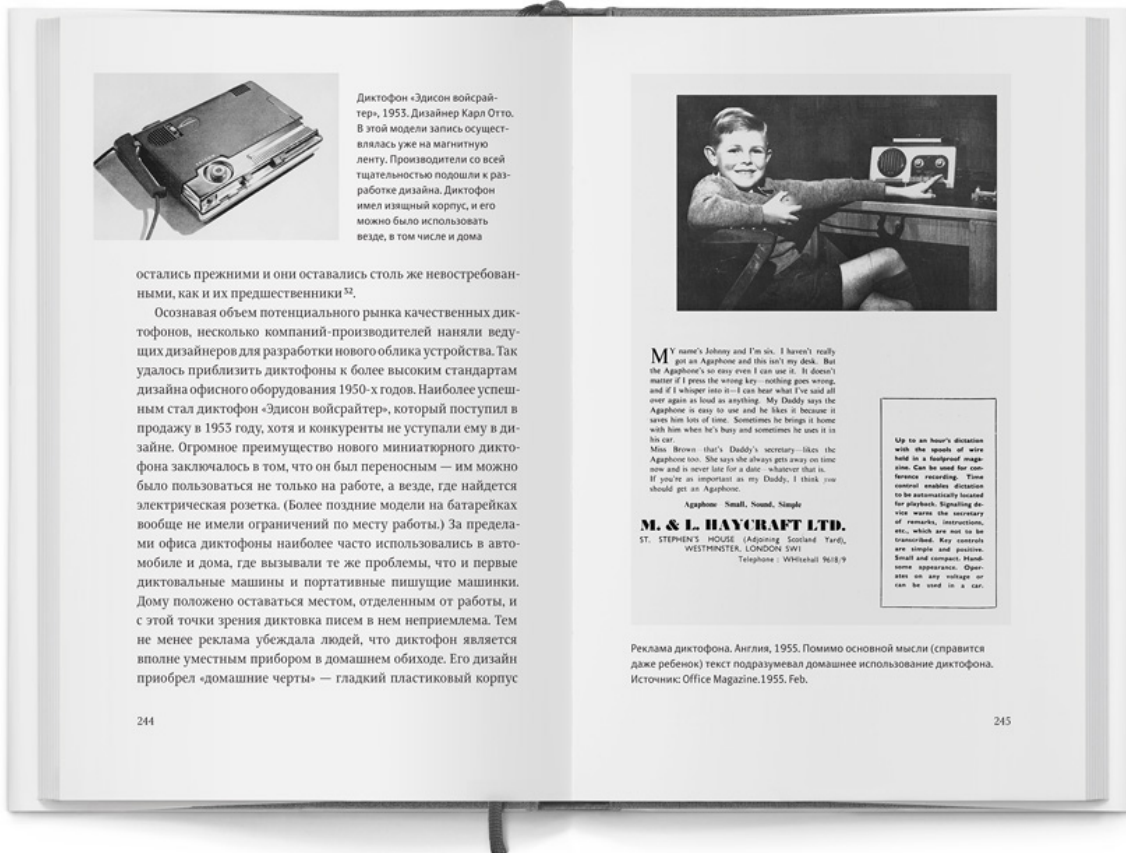 Диктофон «Эдисон войсрай-
тер», 1953. Дизайнер Карл Отто.
В этой модели запись осущест-
влялась уже на магнитную
ленту. Производители со всей
тщательностью подошли к раз-
работке дизайна. Диктофон
имел изящный корпус, и его
можно было использовать
везде, в том числе и дома
остались прежними и они оставались столь же невостребован-
ными, как и их предшественники³².
Осознавая объем потенциального рынка качественных дик-
тофонов, несколько компаний-производителей наняли веду-
щих дизайнеров для разработки нового облика устройства. Так
удалось приблизить диктофоны к более высоким стандартам
дизайна офисного оборудования 1950-х годов. Наиболее успеш-
ным стал диктофон «Эдисон войсрайтер», который поступил в
продажу в 1953 году, хотя и конкуренты не уступали ему в ди-
зайне. Огромное преимущество нового миниатюрного дикто-
фона заключалось в том, что он был переносным — им можно
было пользоваться не только на работе, а везде, где найдется
электрическая розетка. (Более поздние модели на батарейках
вообще не имели ограничений по месту работы.) За предела-
ми офиса диктофоны наиболее часто использовались в авто-
мобиле и дома, где вызывали те же проблемы, что и первые
диктовальные машины и портативные пишущие машинки.
Дому положено оставаться местом, отделенным от работы, и
с этой точки зрения диктовка писем в нем неприемлема. Тем
не менее реклама убеждала людей, что диктофон является
вполне уместным прибором в домашнем обиходе. Его дизайн
приобрел «домашние черты» — гладкий пластиковый корпус
244
MY name's Johnny and I'm sis. I haven't really
got an Agaphone and this isn't my desk. But
the Agaphone's so easy even I can use it. It doesn't
matter if I press the wrong key—nothing goes wrong,
and if I whisper into it—I can hear what I've said all
over again as loud as anything. My Daddy says the
Agaphone is easy to use and he likes it because it
saves him lots of time. Sometimes he brings it home
with him when he's busy and sometimes he uses it in
his car.
Miss Brown—that's Daddy's secretary—likes the
Agaphone too. She says she always gets away on time
now and is never late for a date—whatever that is.
If you're as important as my Daddy, I think you
should get an Agaphone.
Agaphone Small, Sound, Simple
M. & L. HAYCRAFT LTD.
ST. STEPHEN'S HOUSE (Adjoining Scotland Yard),
WESTMINSTER, LONDON SW1
Telephone : WHItehall 9618/9
Up to an hour's dictation
with the spools of wire
held in a foolproof maga-
zine. Can be used for con-
ference recording. Time
control enables dictation
to be automatically located
for playback. Signalling de-
vice warns the secretary
of remarks, instructions,
etc., which are not to be
transcribed. Key controls
are simple and positive.
Small and compact. Hand-
some appearance. Oper-
ates on any voltage or
can be used in a car.
Реклама диктофона. Англия, 1955. Помимо основной мысли (справится
даже ребенок) текст подразумевал домашнее использование диктофона.
Источник: Office Magazine.1955. Feb.
245